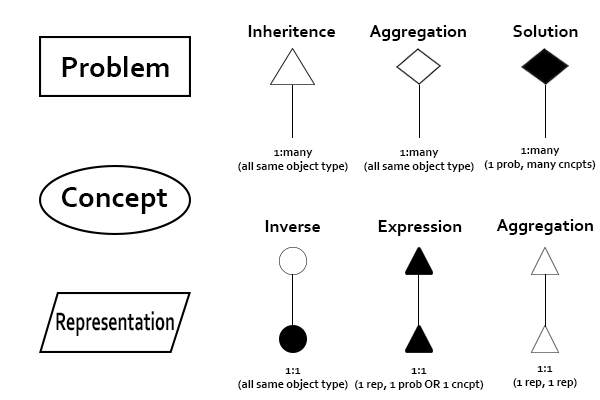 Problem
Concept
Representation
Inheritence
1:many
(all same object type)
Aggregation
1:many
(all same object type)
Solution
1:many
(1 prob, many cncpts)
Inverse
1:1
(all same object type)
Expression
1:1
(1 rep, 1 prob OR 1 cncpt)
Aggregation
1:1
(1 rep, 1 rep)